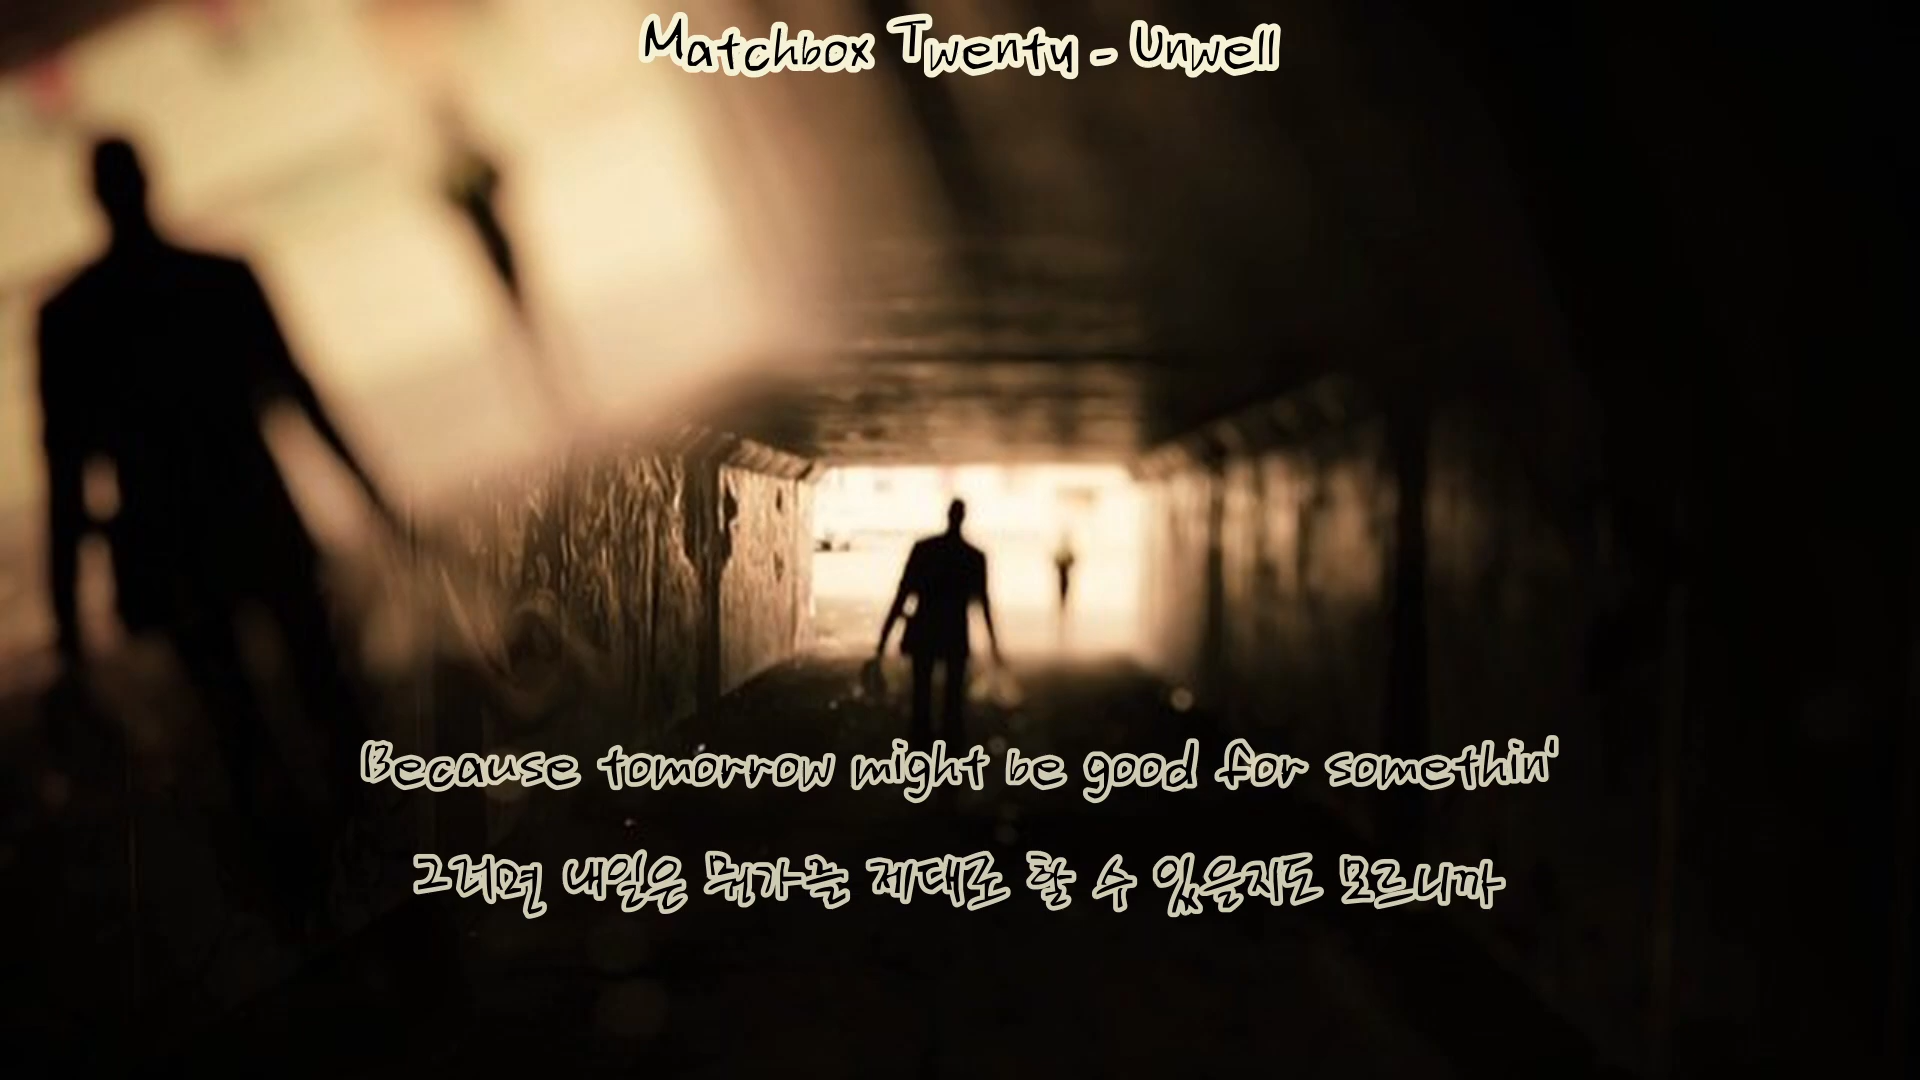 Matchbox Twenty - Unwell
Because tomorrow might be good for somethin'
그러면 내일은 뭔가를 제대로 할 수 있을지도 모르니까